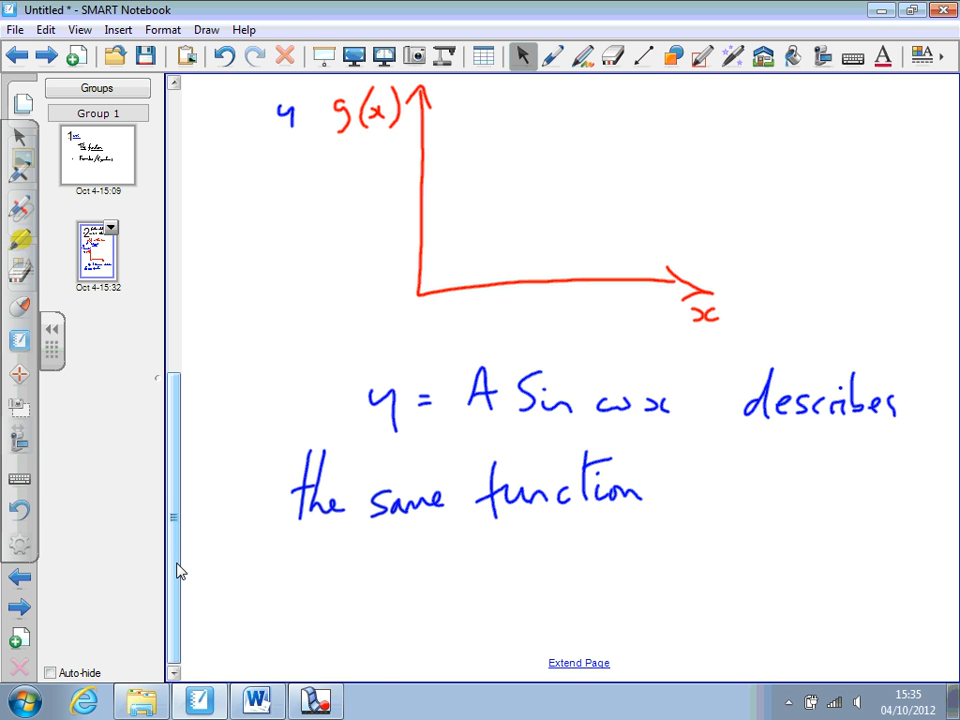 Untitled * - SMART Notebook
File Edit View Insert Format Draw Help
Groups
Group 1
Oct 4-15:09
Oct 4-15:32
y g(x)
x
y = A Sin ω x describes
the same function
Extend Page
Auto-hide
15:35
04/10/2012